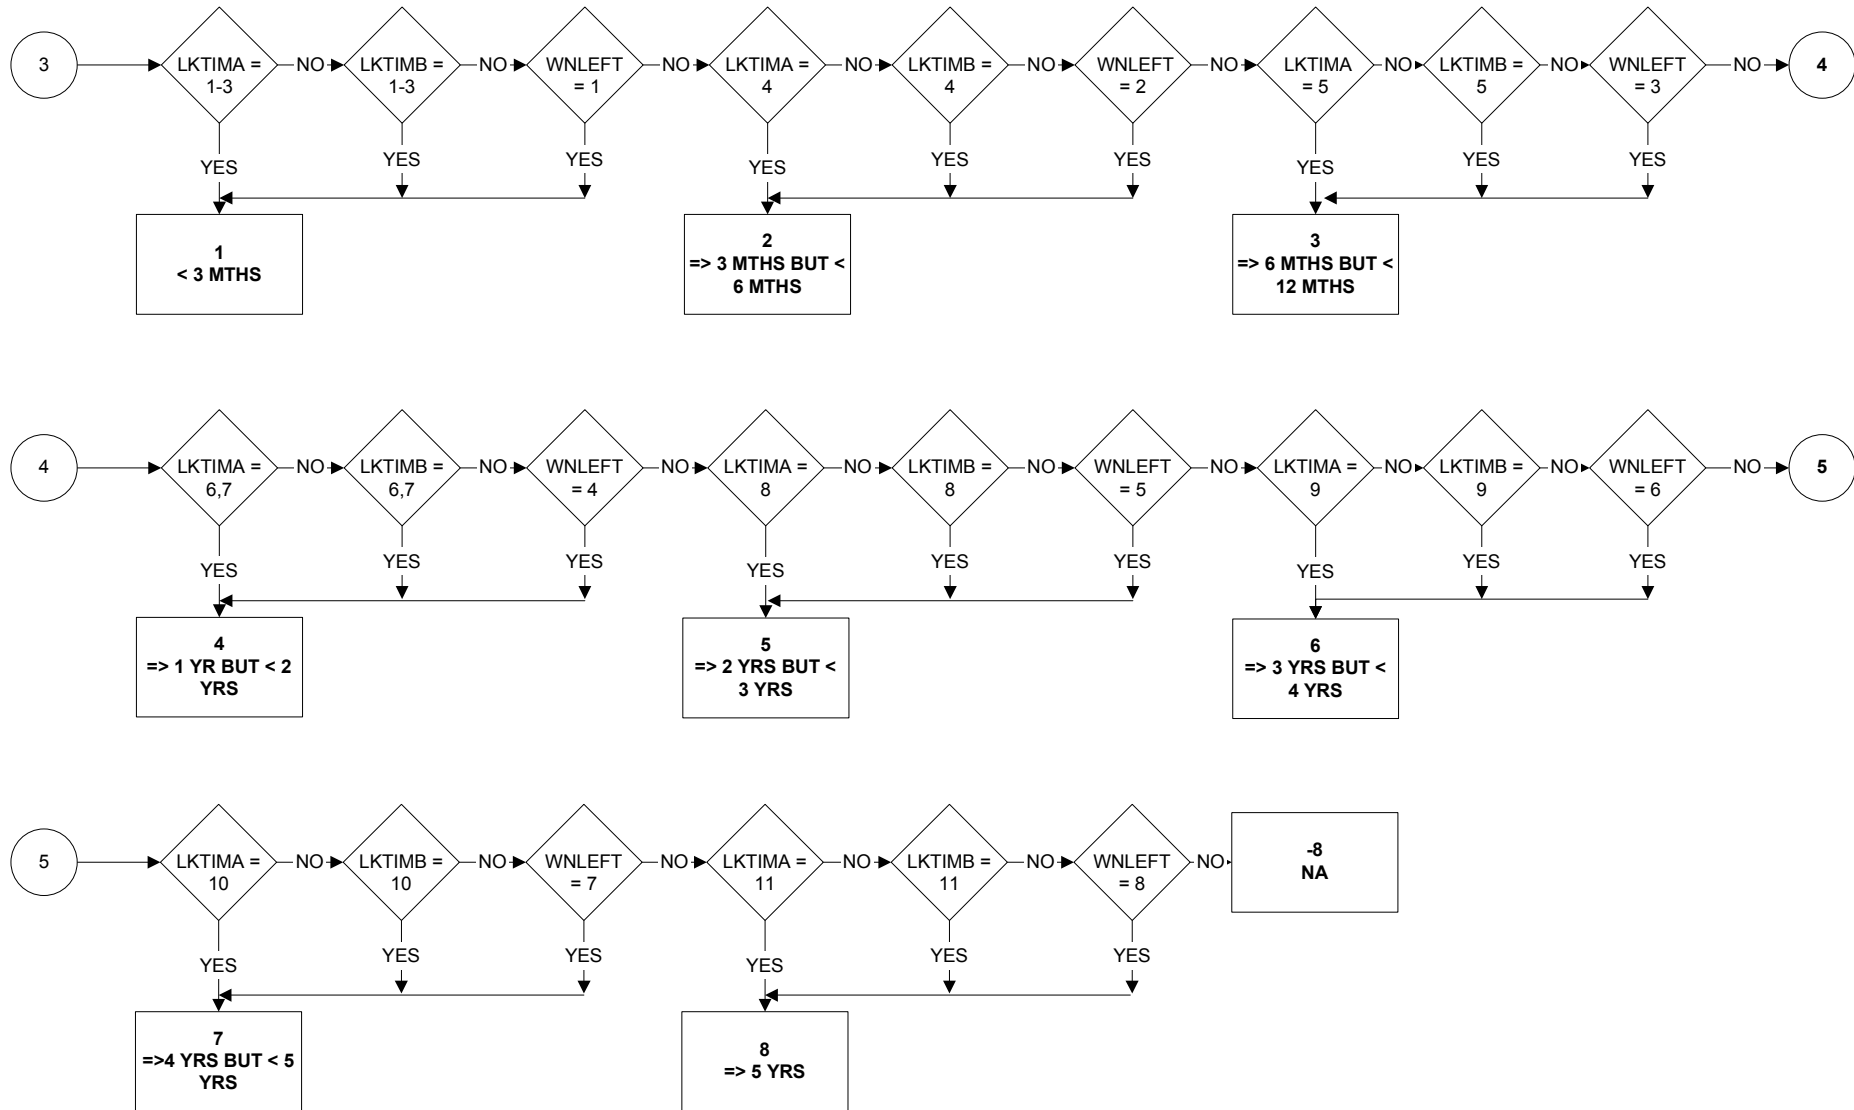 3
LKTIMA =
1-3
NO
LKTIMB =
1-3
NO
WNLEFT
= 1
NO
LKTIMA =
4
NO
LKTIMB =
4
NO
WNLEFT
= 2
NO
LKTIMA
= 5
NO
LKTIMB =
5
NO
WNLEFT
= 3
NO
4
YES
YES
YES
YES
YES
YES
YES
YES
YES
1
< 3 MTHS
2
=> 3 MTHS BUT <
6 MTHS
3
=> 6 MTHS BUT <
12 MTHS
4
LKTIMA =
6,7
NO
LKTIMB =
6,7
NO
WNLEFT
= 4
NO
LKTIMA =
8
NO
LKTIMB =
8
NO
WNLEFT
= 5
NO
LKTIMA =
9
NO
LKTIMB =
9
NO
WNLEFT
= 6
NO
5
YES
YES
YES
YES
YES
YES
YES
YES
YES
4
=> 1 YR BUT < 2
YRS
5
=> 2 YRS BUT <
3 YRS
6
=> 3 YRS BUT <
4 YRS
5
LKTIMA =
10
NO
LKTIMB =
10
NO
WNLEFT
= 7
NO
LKTIMA =
11
NO
LKTIMB =
11
NO
WNLEFT
= 8
NO
-8
NA
YES
YES
YES
YES
YES
YES
7
=>4 YRS BUT < 5
YRS
8
=> 5 YRS